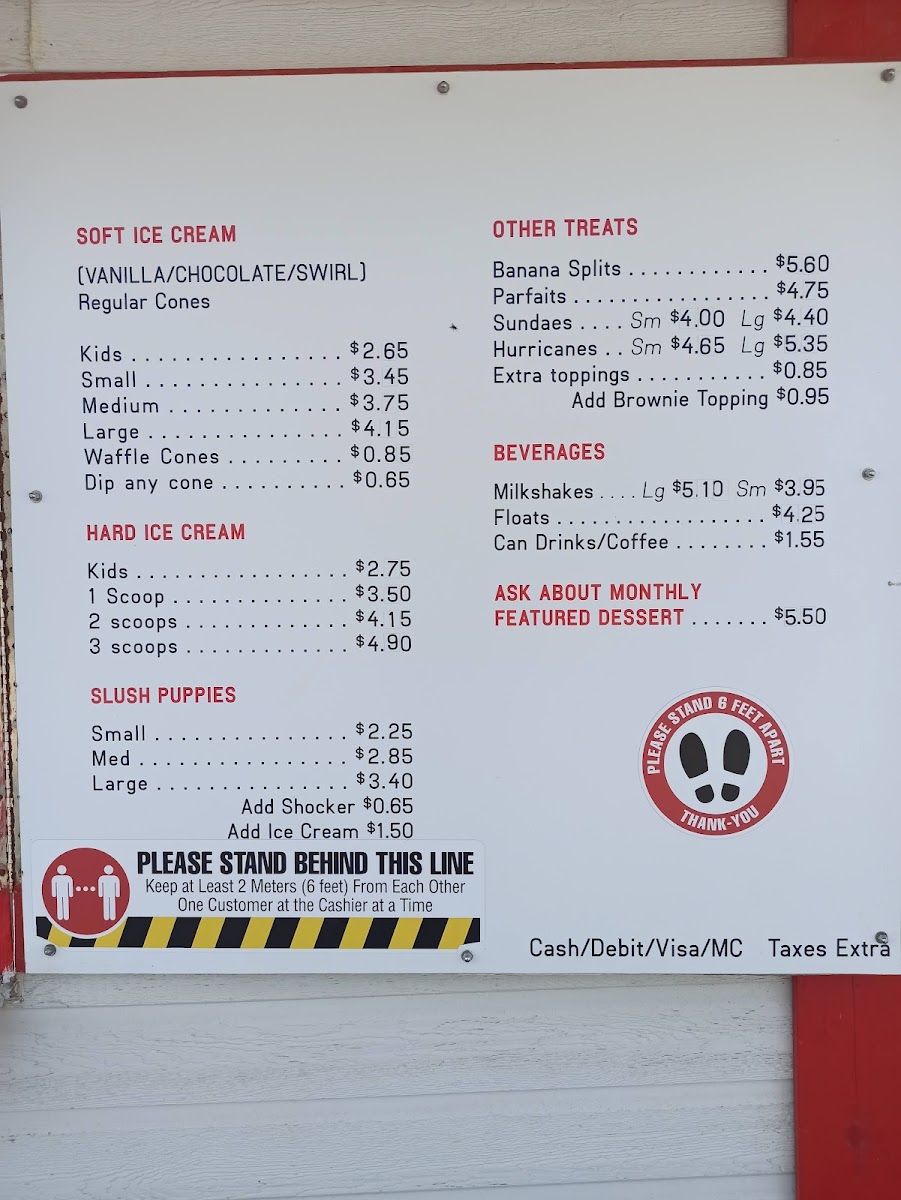 SOFT ICE CREAM
(VANILLA/CHOCOLATE/SWIRL)
Regular Cones
Kids ................. $2.65
Small ................ $3.45
Medium .............. $3.75
Large ................ $4.15
Waffle Cones ......... $0.85
Dip any cone .......... $0.65
HARD ICE CREAM
Kids ................. $2.75
1 Scoop .............. $3.50
2 scoops ............. $4.15
3 scoops ............. $4.90
SLUSH PUPPIES
Small ................ $2.25
Med ................. $2.85
Large ................ $3.40
Add Shocker $0.65
Add Ice Cream $1.50
PLEASE STAND BEHIND THIS LINE
Keep at Least 2 Meters (6 feet) From Each Other
One Customer at the Cashier at a Time
OTHER TREATS
Banana Splits ............ $5.60
Parfaits ................. $4.75
Sundaes .... Sm $4.00 Lg $4.40
Hurricanes .. Sm $4.65 Lg $5.35
Extra toppings ........... $0.85
Add Brownie Topping $0.95
BEVERAGES
Milkshakes .... Lg $5.10 Sm $3.95
Floats .................. $4.25
Can Drinks/Coffee ........ $1.55
ASK ABOUT MONTHLY
FEATURED DESSERT ....... $5.50
PLEASE STAND 6 FEET APART
THANK-YOU
Cash/Debit/Visa/MC Taxes Extra